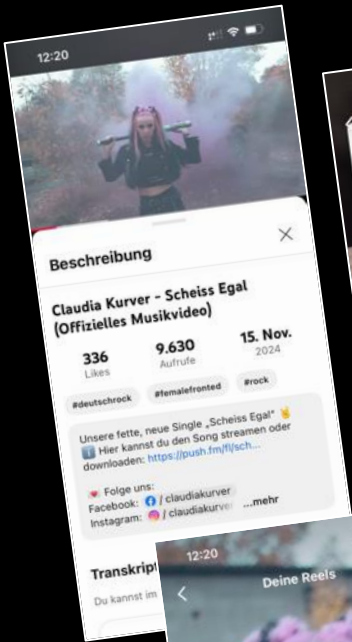 12:20
Beschreibung
Claudia Kurver - Scheiss Egal
(Offizielles Musikvideo)
336 9.630 15. Nov.
Likes Aufrufe 2024
#deutschrock #femalefronted #rock
Unsere fette, neue Single „Scheiss Egal" 🤘
ℹ️ Hier kannst du den Song streamen oder
downloaden: https://push.fm/fl/sch...
💌 Folge uns:
Facebook: / claudiakurver
Instagram: / claudiakurver ...mehr
Du kannst im
12:20
Deine Reels